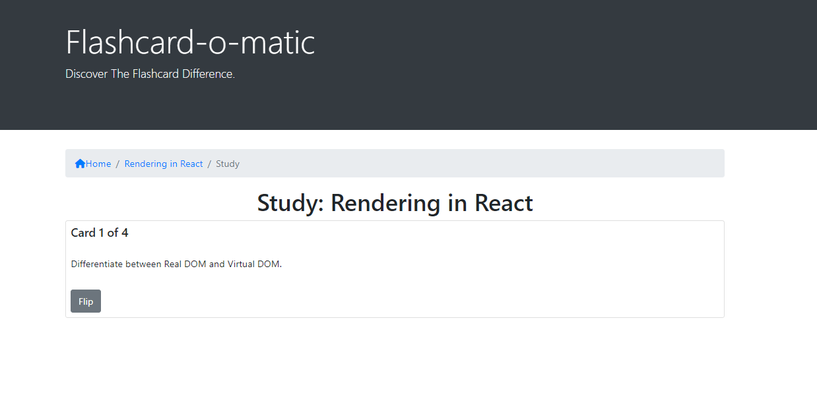 Flashcard-o-matic
Discover The Flashcard Difference.
Home / Rendering in React / Study
Study: Rendering in React
Card 1 of 4
Differentiate between Real DOM and Virtual DOM.
Flip